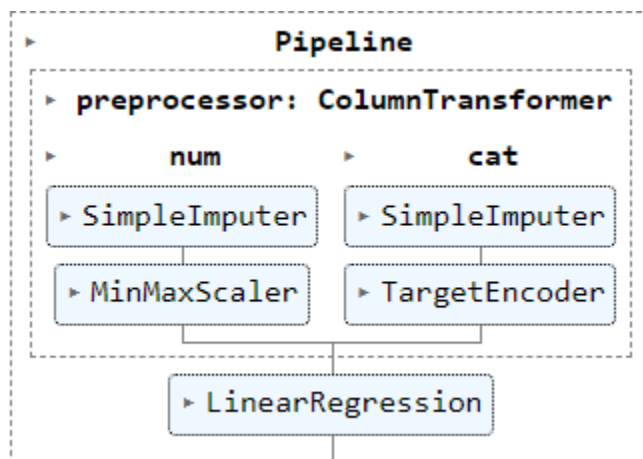 Pipeline
preprocessor: ColumnTransformer
num cat
SimpleImputer SimpleImputer
MinMaxScaler TargetEncoder
LinearRegression